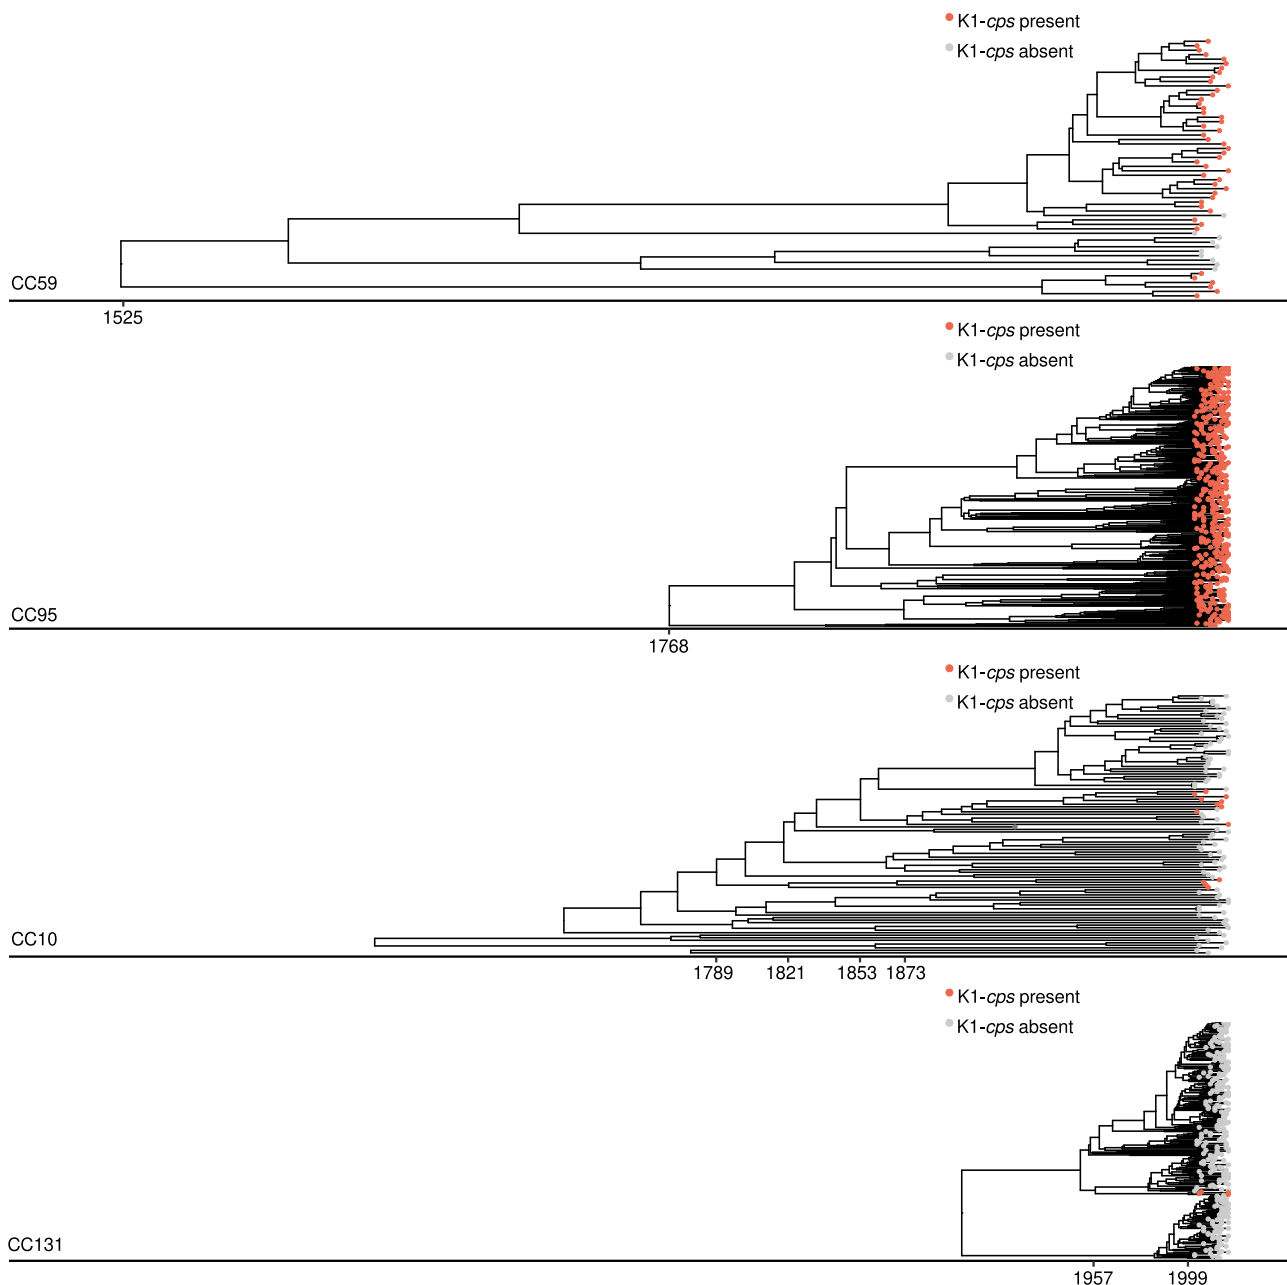 K1-cps present
K1-cps absent
CC59
1525
K1-cps present
K1-cps absent
CC95
1768
K1-cps present
K1-cps absent
CC10
1789 1821 1853 1873
K1-cps present
K1-cps absent
CC131
1957 1999